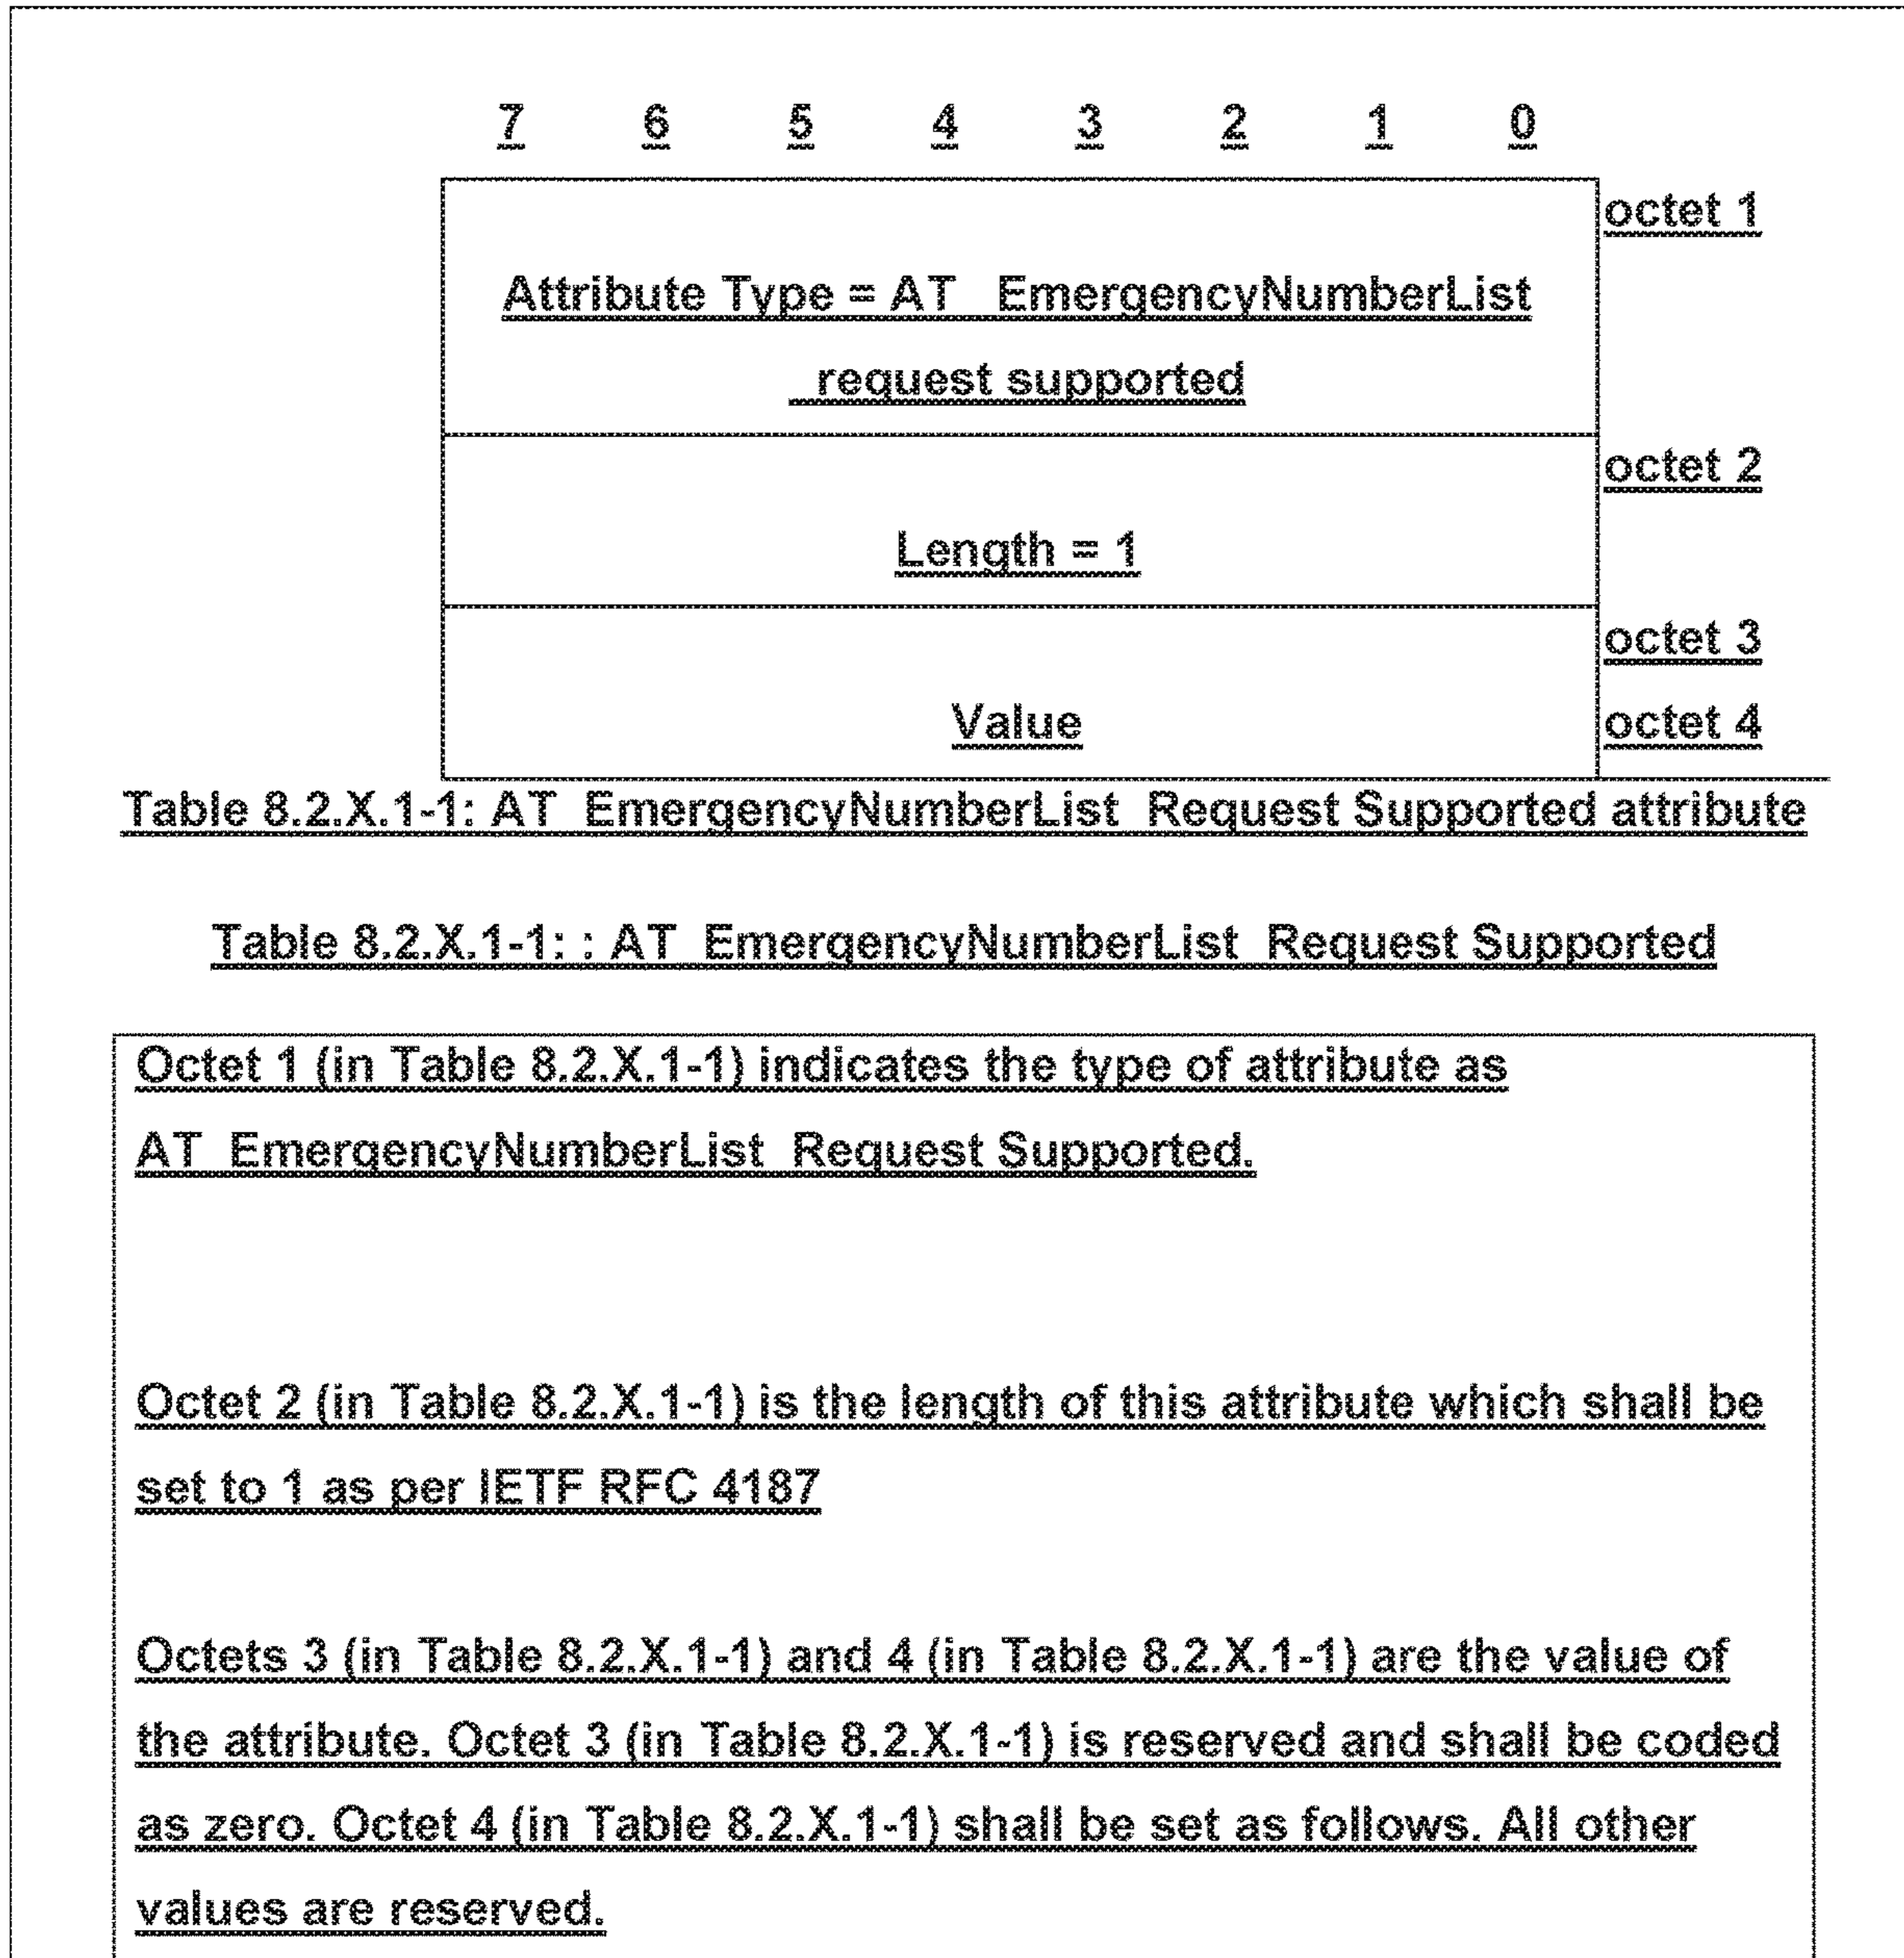 7 6 5 4 3 2 1 0
octet 1
Attribute Type = AT_EmergencyNumberList
_request supported
octet 2
Length = 1
octet 3
Value
octet 4
Table 8.2.X.1-1: AT_EmergencyNumberList_Request Supported attribute
Table 8.2.X.1-1: : AT_EmergencyNumberList_Request Supported
Octet 1 (in Table 8.2.X.1-1) indicates the type of attribute as
AT_EmergencyNumberList_Request Supported.
Octet 2 (in Table 8.2.X.1-1) is the length of this attribute which shall be
set to 1 as per IETF RFC 4187
Octets 3 (in Table 8.2.X.1-1) and 4 (in Table 8.2.X.1-1) are the value of
the attribute. Octet 3 (in Table 8.2.X.1-1) is reserved and shall be coded
as zero. Octet 4 (in Table 8.2.X.1-1) shall be set as follows. All other
values are reserved.